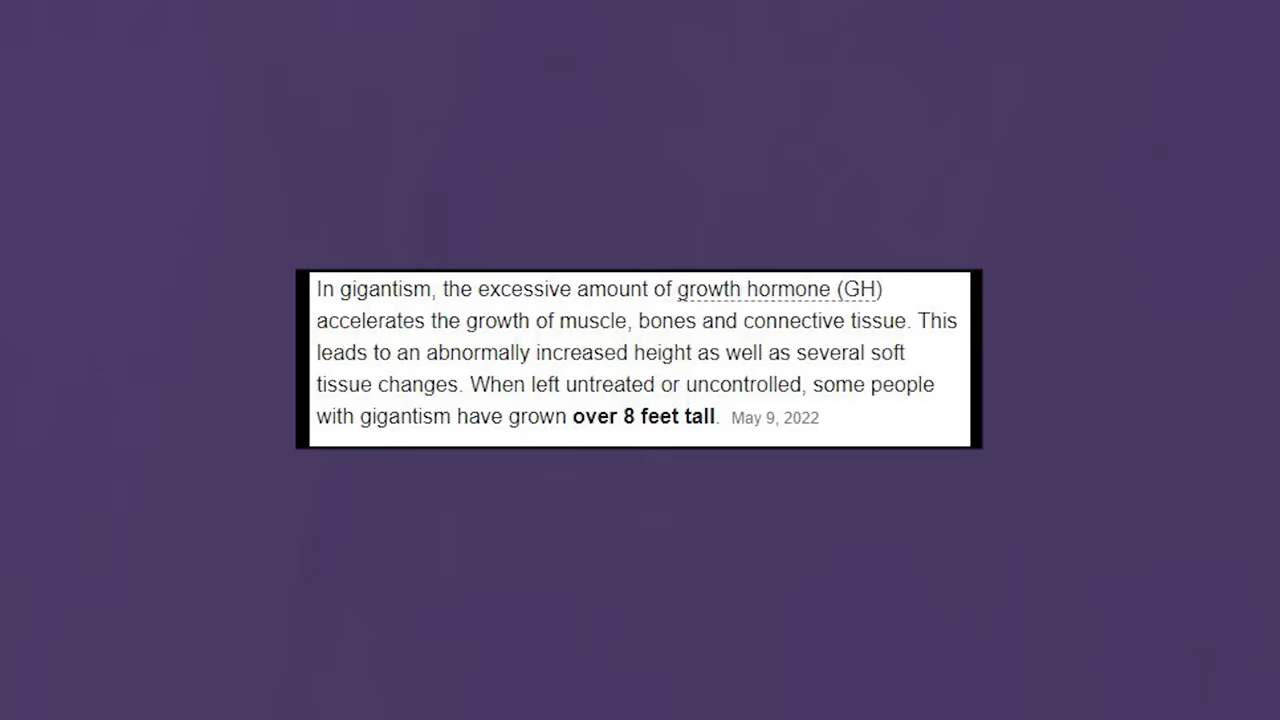 In gigantism, the excessive amount of growth hormone (GH)
accelerates the growth of muscle, bones and connective tissue. This
leads to an abnormally increased height as well as several soft
tissue changes. When left untreated or uncontrolled, some people
with gigantism have grown over 8 feet tall. May 9, 2022